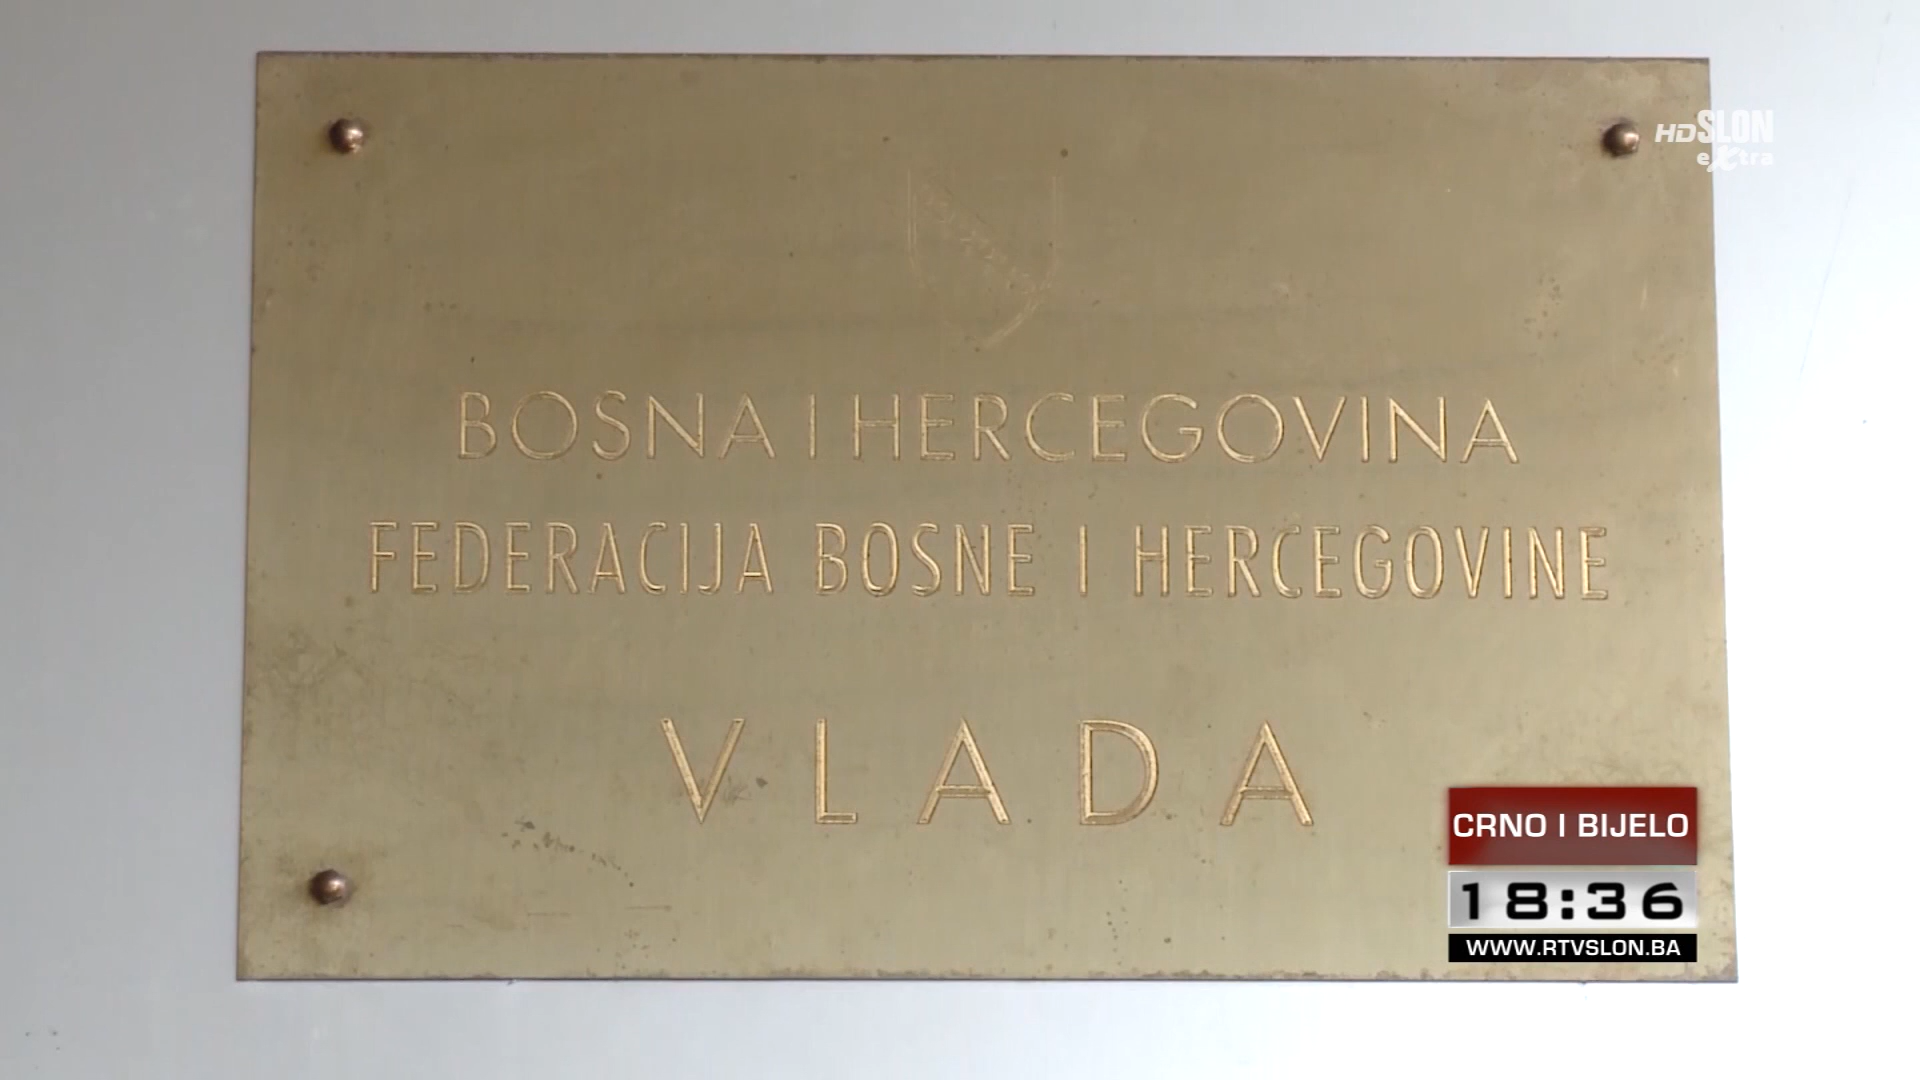 HD SLON
extra
BOSNA I HERCEGOVINA
FEDERACIJA BOSNE I HERCEGOVINE
VLADA
CRNO I BIJELO
18:36
WWW.RTVSLON.BA